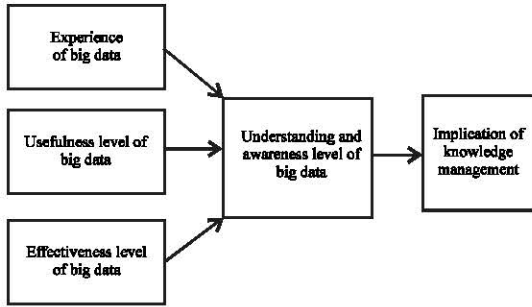 Experience
of big data
Usefulness level of
big data
Effectiveness level
of big data
Understanding and
awareness level of
big data
Implication of
knowledge
management